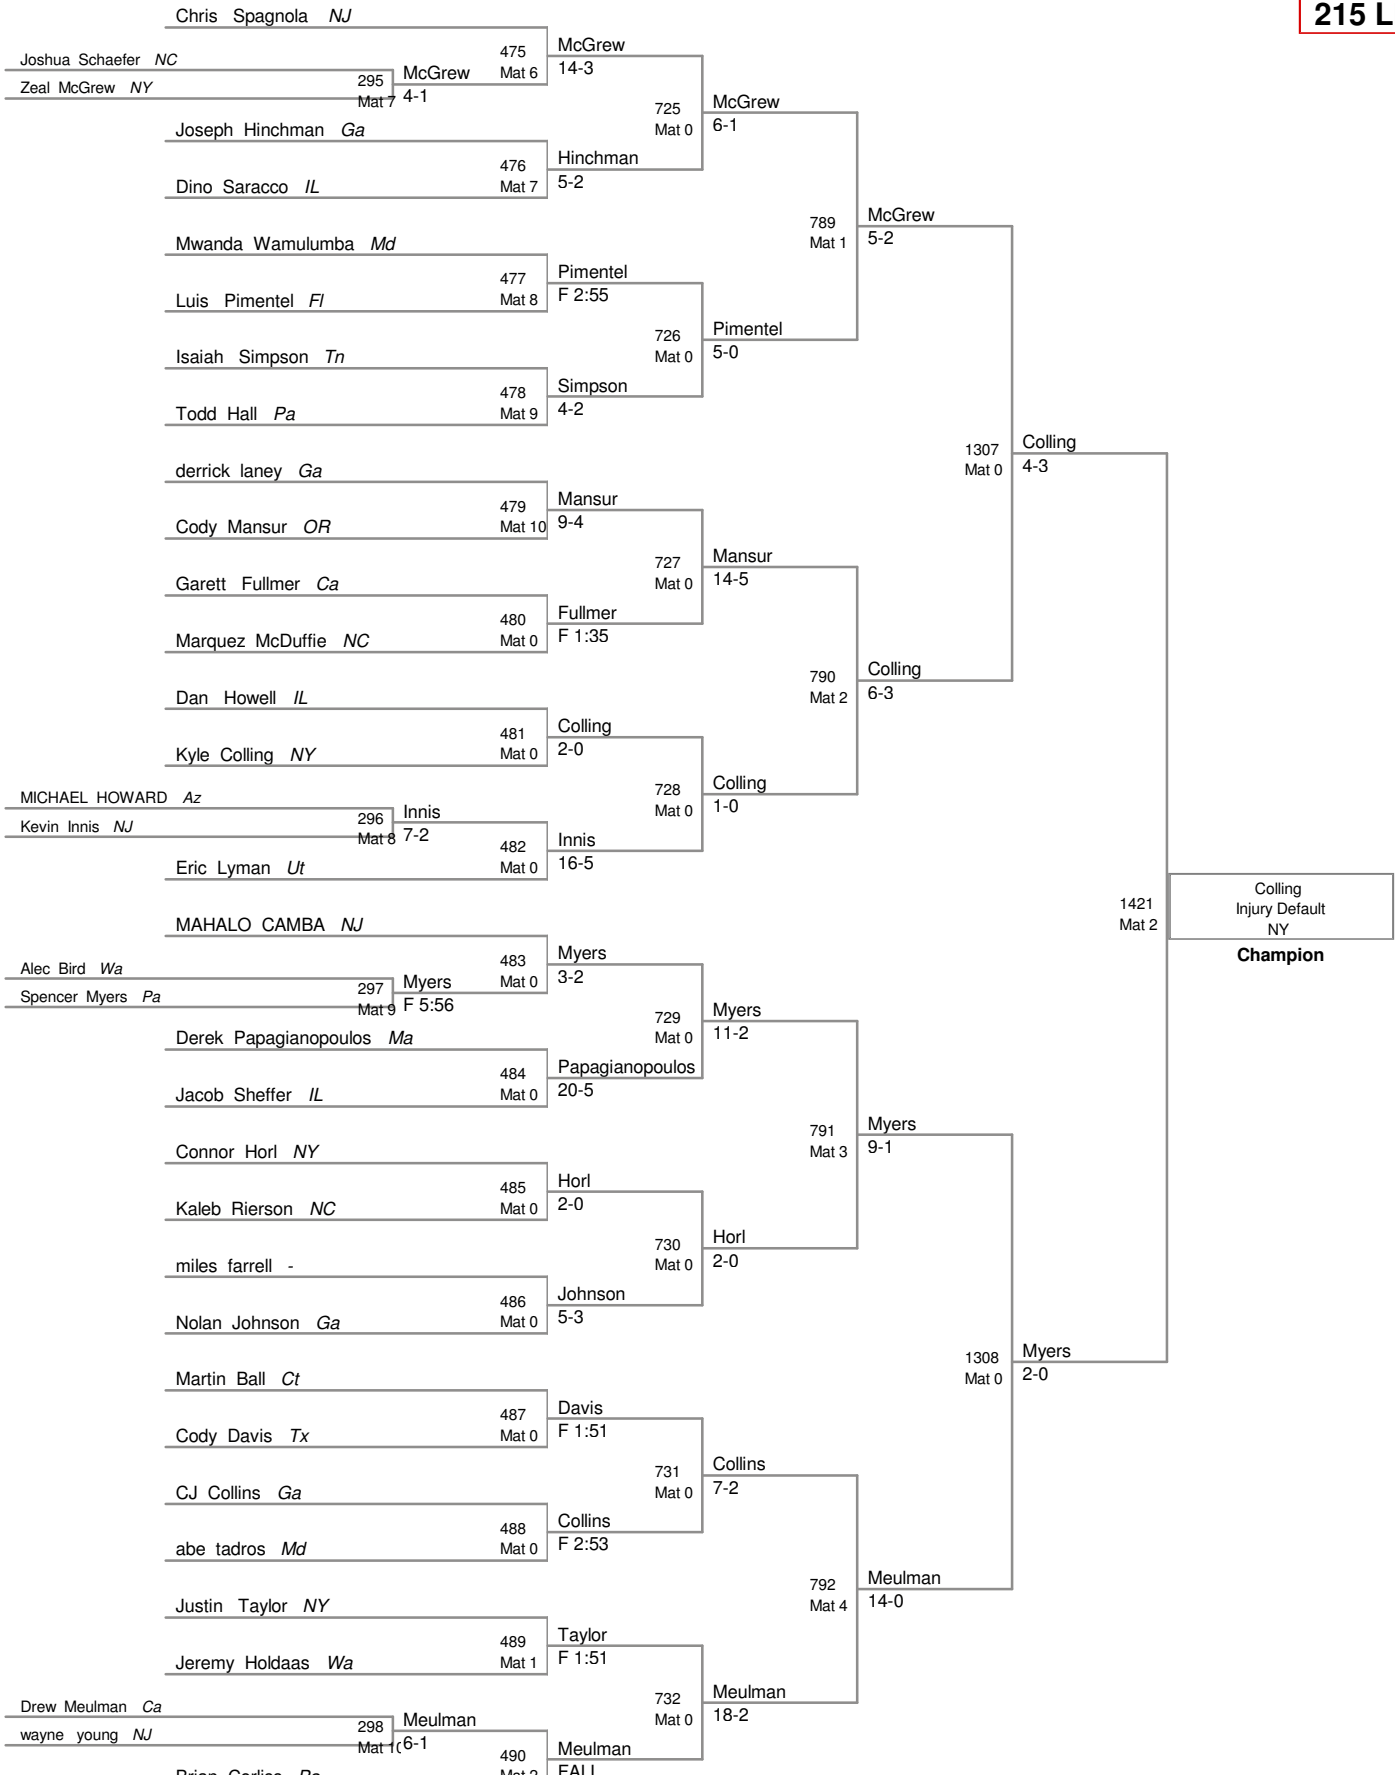 215 L
Chris Spagnola NJ
Joshua Schaefer NC
Zeal McGrew NY
295
Mat 7
McGrew
4-1
475
Mat 6
McGrew
14-3
Joseph Hinchman Ga
Dino Saracco IL
476
Mat 7
Hinchman
5-2
725
Mat 0
McGrew
6-1
Mwanda Wamulumba Md
Luis Pimentel Fl
477
Mat 8
Pimentel
F 2:55
Isaiah Simpson Tn
Todd Hall Pa
478
Mat 9
Simpson
4-2
726
Mat 0
Pimentel
5-0
789
Mat 1
McGrew
5-2
derrick laney Ga
Cody Mansur OR
479
Mat 10
Mansur
9-4
Garett Fullmer Ca
Marquez McDuffie NC
480
Mat 0
Fullmer
F 1:35
727
Mat 0
Mansur
14-5
Dan Howell IL
Kyle Colling NY
481
Mat 0
Colling
2-0
MICHAEL HOWARD Az
Kevin Innis NJ
296
Mat 8
Innis
7-2
Eric Lyman Ut
482
Mat 0
Innis
16-5
728
Mat 0
Colling
1-0
790
Mat 2
Colling
6-3
1307
Mat 0
Colling
4-3
MAHALO CAMBA NJ
Alec Bird Wa
Spencer Myers Pa
297
Mat 9
Myers
F 5:56
483
Mat 0
Myers
3-2
Derek Papagianopoulos Ma
Jacob Sheffer IL
484
Mat 0
Papagianopoulos
20-5
729
Mat 0
Myers
11-2
Connor Horl NY
Kaleb Rierson NC
485
Mat 0
Horl
2-0
miles farrell -
Nolan Johnson Ga
486
Mat 0
Johnson
5-3
730
Mat 0
Horl
2-0
791
Mat 3
Myers
9-1
Martin Ball Ct
Cody Davis Tx
487
Mat 0
Davis
F 1:51
CJ Collins Ga
abe tadros Md
488
Mat 0
Collins
F 2:53
731
Mat 0
Collins
7-2
Justin Taylor NY
Jeremy Holdaas Wa
489
Mat 1
Taylor
F 1:51
Drew Meulman Ca
wayne young NJ
298
Mat 10
Meulman
6-1
490
Meulman
FALL
732
Mat 0
Meulman
18-2
792
Mat 4
Meulman
14-0
1308
Mat 0
Myers
2-0
1421
Mat 2
Colling
Injury Default
NY
Champion